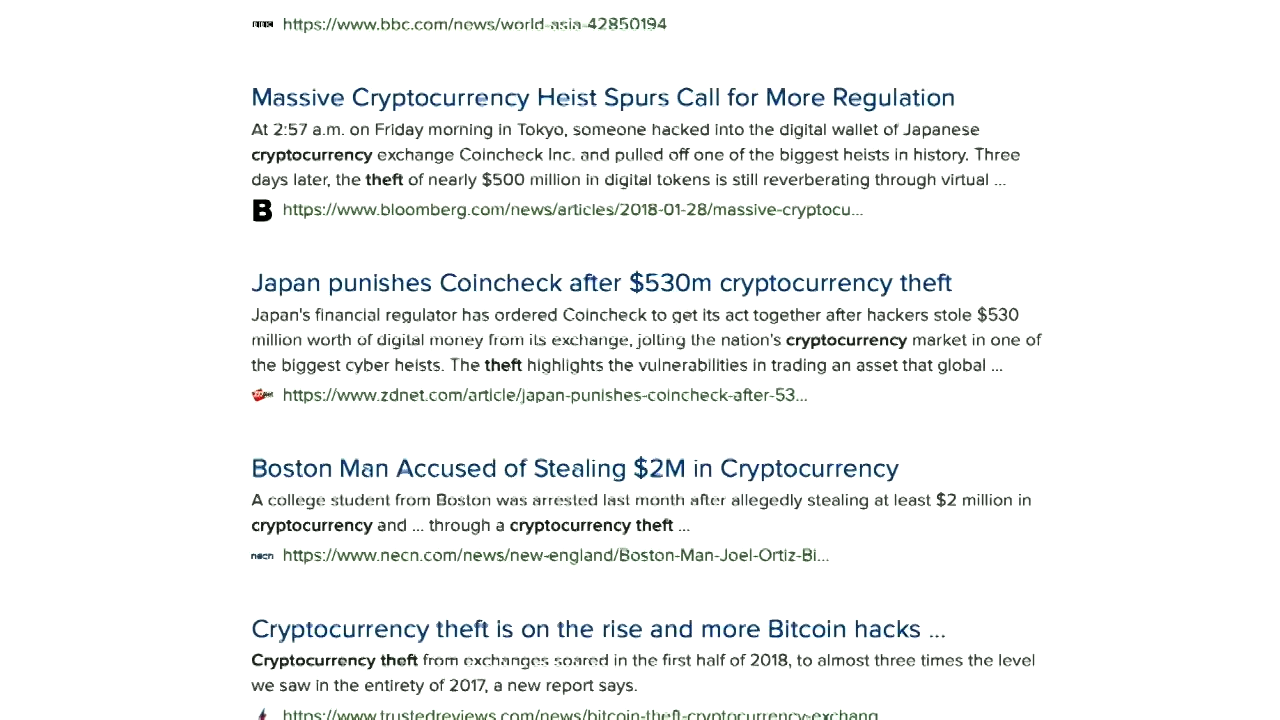 BBC https://www.bbc.com/news/world-asia-42850194
Massive Cryptocurrency Heist Spurs Call for More Regulation
At 2:57 a.m. on Friday morning in Tokyo, someone hacked into the digital wallet of Japanese
cryptocurrency exchange Coincheck Inc. and pulled off one of the biggest heists in history. Three
days later, the theft of nearly $500 million in digital tokens is still reverberating through virtual ...
B https://www.bloomberg.com/news/articles/2018-01-28/massive-cryptocu...
Japan punishes Coincheck after $530m cryptocurrency theft
Japan's financial regulator has ordered Coincheck to get its act together after hackers stole $530
million worth of digital money from its exchange, jolting the nation's cryptocurrency market in one of
the biggest cyber heists. The theft highlights the vulnerabilities in trading an asset that global ...
https://www.zdnet.com/article/japan-punishes-coincheck-after-53...
Boston Man Accused of Stealing $2M in Cryptocurrency
A college student from Boston was arrested last month after allegedly stealing at least $2 million in
cryptocurrency and ... through a cryptocurrency theft ...
necn https://www.necn.com/news/new-england/Boston-Man-Joel-Ortiz-Bi...
Cryptocurrency theft is on the rise and more Bitcoin hacks ...
Cryptocurrency theft from exchanges soared in the first half of 2018, to almost three times the level
we saw in the entirety of 2017, a new report says.
https://www.trustedreviews.com/news/bitcoin-theft-cryptocurrency-exchang